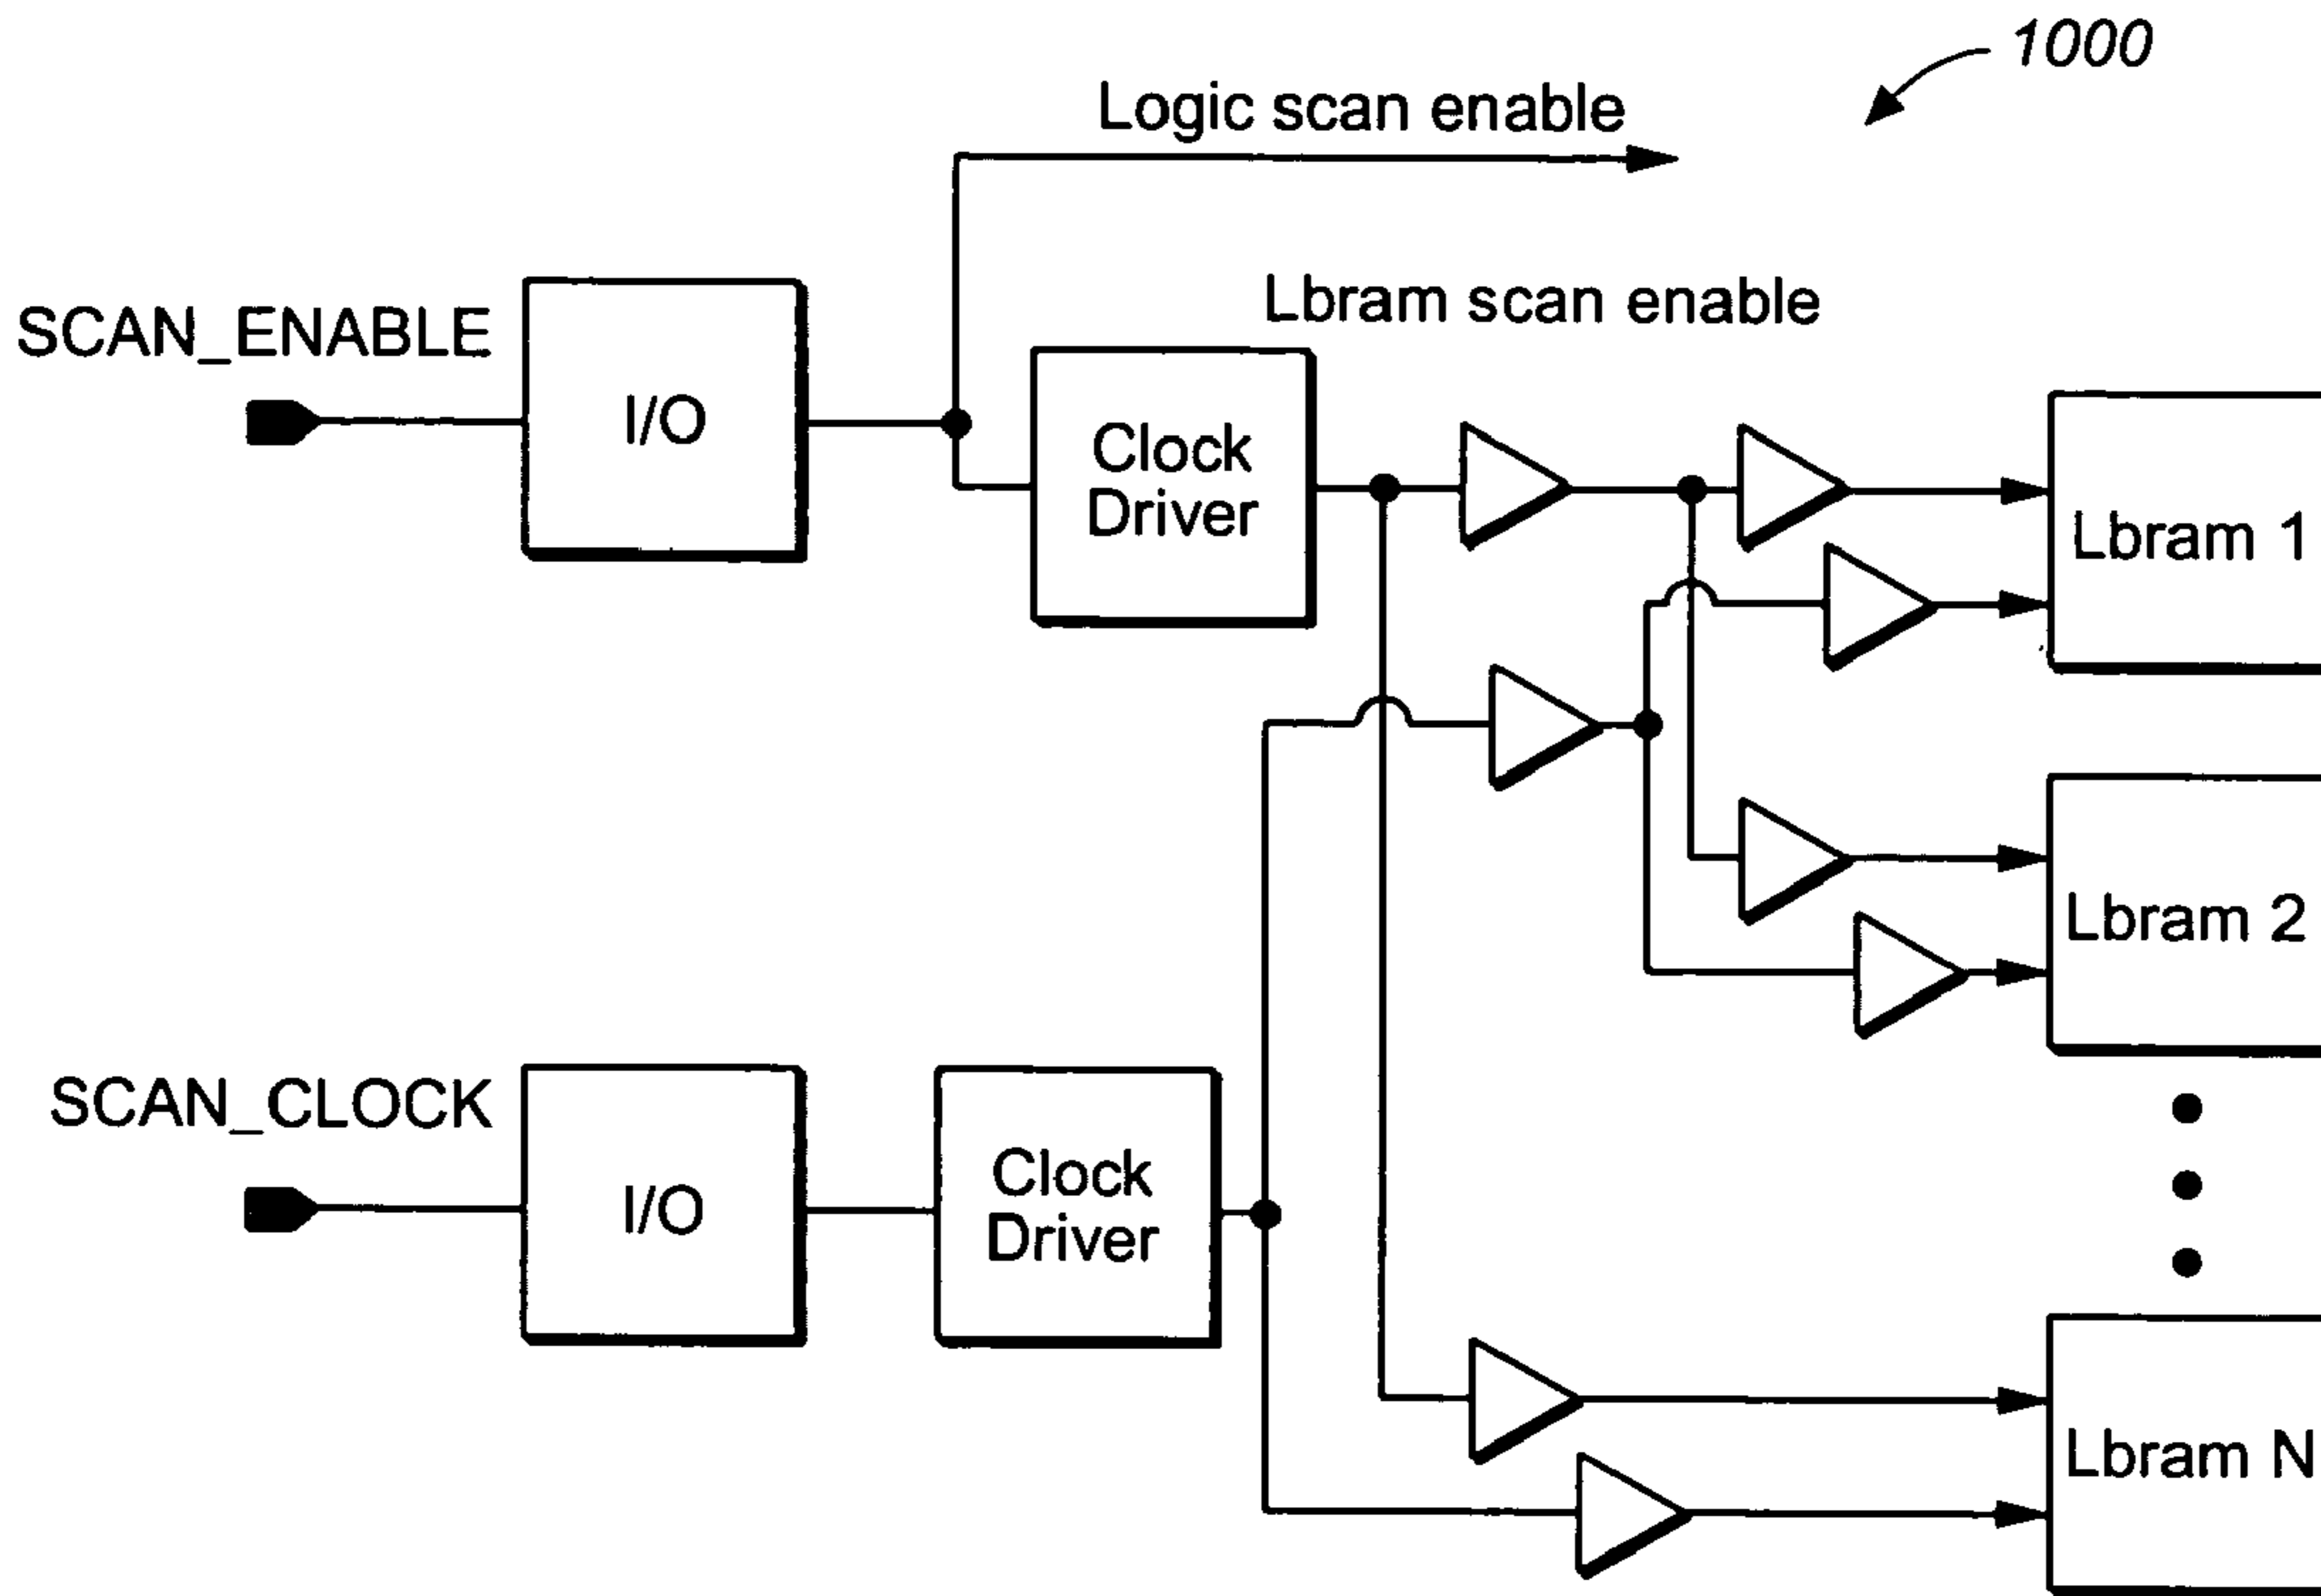 1000
Logic scan enable
Lbram scan enable
SCAN_ENABLE
I/O
Clock
Driver
Lbram 1
Lbram 2
SCAN_CLOCK
I/O
Clock
Driver
Lbram N